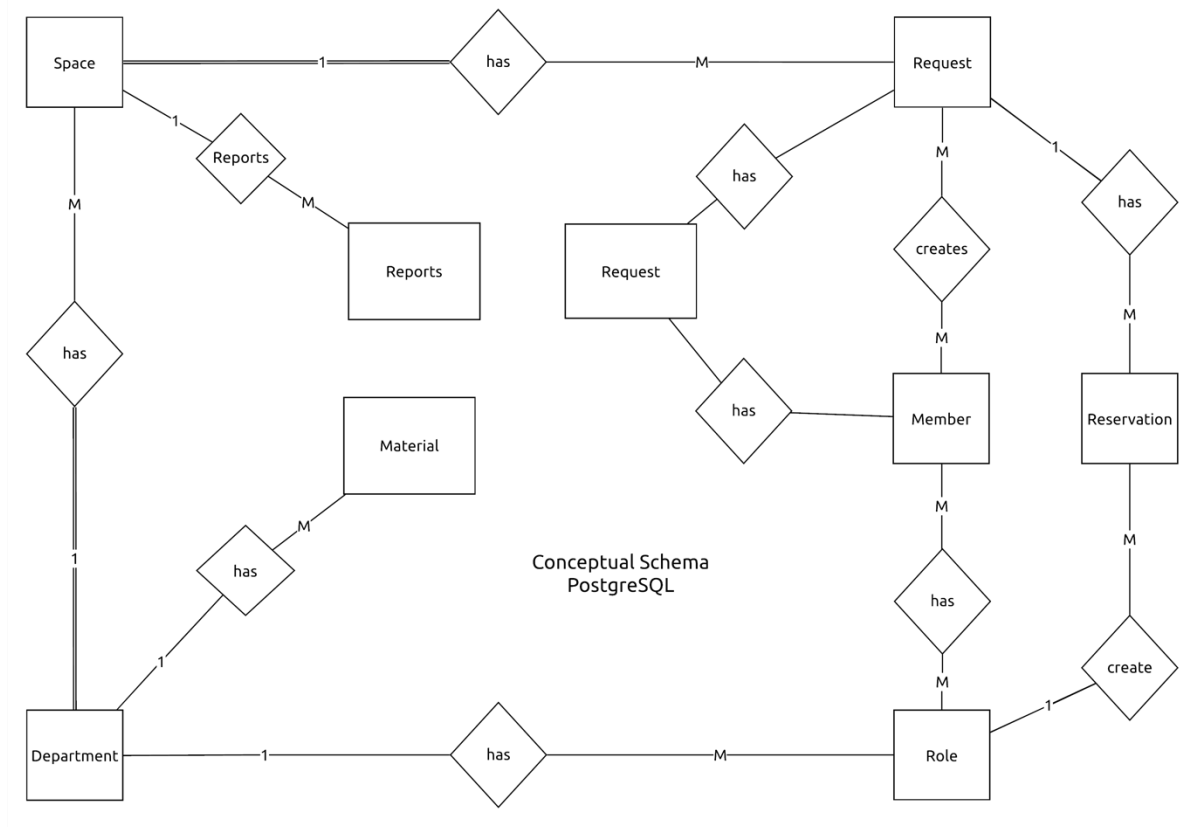 Space
1
has
M
Request
1
Reports
M
Reports
M
has
1
has
Request
has
M
creates
M
Member
1
has
M
Reservation
Material
M
has
1
Conceptual Schema
PostgreSQL
M
has
M
M
create
1
Department
1
has
M
Role